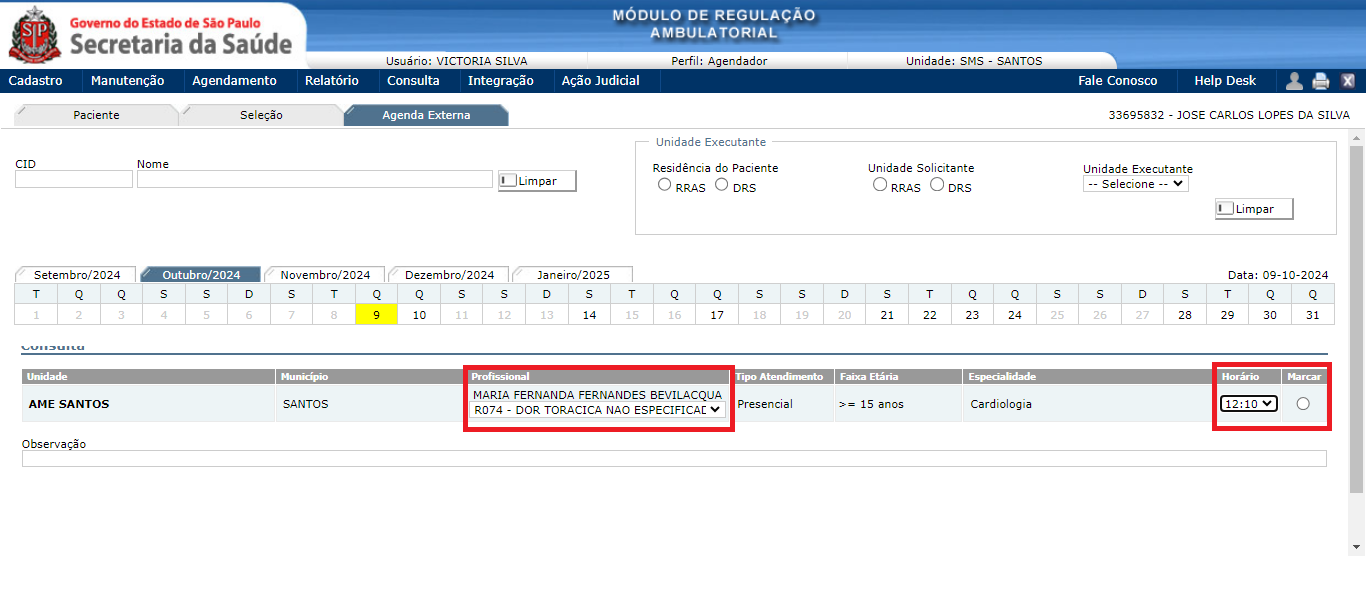 Governo do Estado de São Paulo
Secretaria da Saúde
MÓDULO DE REGULAÇÃO
AMBULATORIAL
Usuário: VICTORIA SILVA Perfil: Agendador Unidade: SMS - SANTOS
Cadastro Manutenção Agendamento Relatório Consulta Integração Ação Judicial Fale Conosco Help Desk
Paciente Seleção Agenda Externa 33695832 - JOSE CARLOS LOPES DA SILVA
CID Nome
Limpar
Unidade Executante
Residência do Paciente Unidade Solicitante Unidade Executante
RRAS DRS RRAS DRS -- Selecione --
Limpar
Setembro/2024 Outubro/2024 Novembro/2024 Dezembro/2024 Janeiro/2025 Data: 09-10-2024
T Q Q S S D S T Q Q S S D S T Q Q S S D S T Q Q S S D S T Q Q
1 2 3 4 5 6 7 8 9 10 11 12 13 14 15 16 17 18 19 20 21 22 23 24 25 26 27 28 29 30 31
Consulta
Unidade Município Profissional Tipo Atendimento Faixa Etária Especialidade Horário Marcar
AME SANTOS SANTOS MARIA FERNANDA FERNANDES BEVILACQUA Presencial >= 15 anos Cardiologia 12:10
R074 - DOR TORACICA NAO ESPECIFICAD
Observação